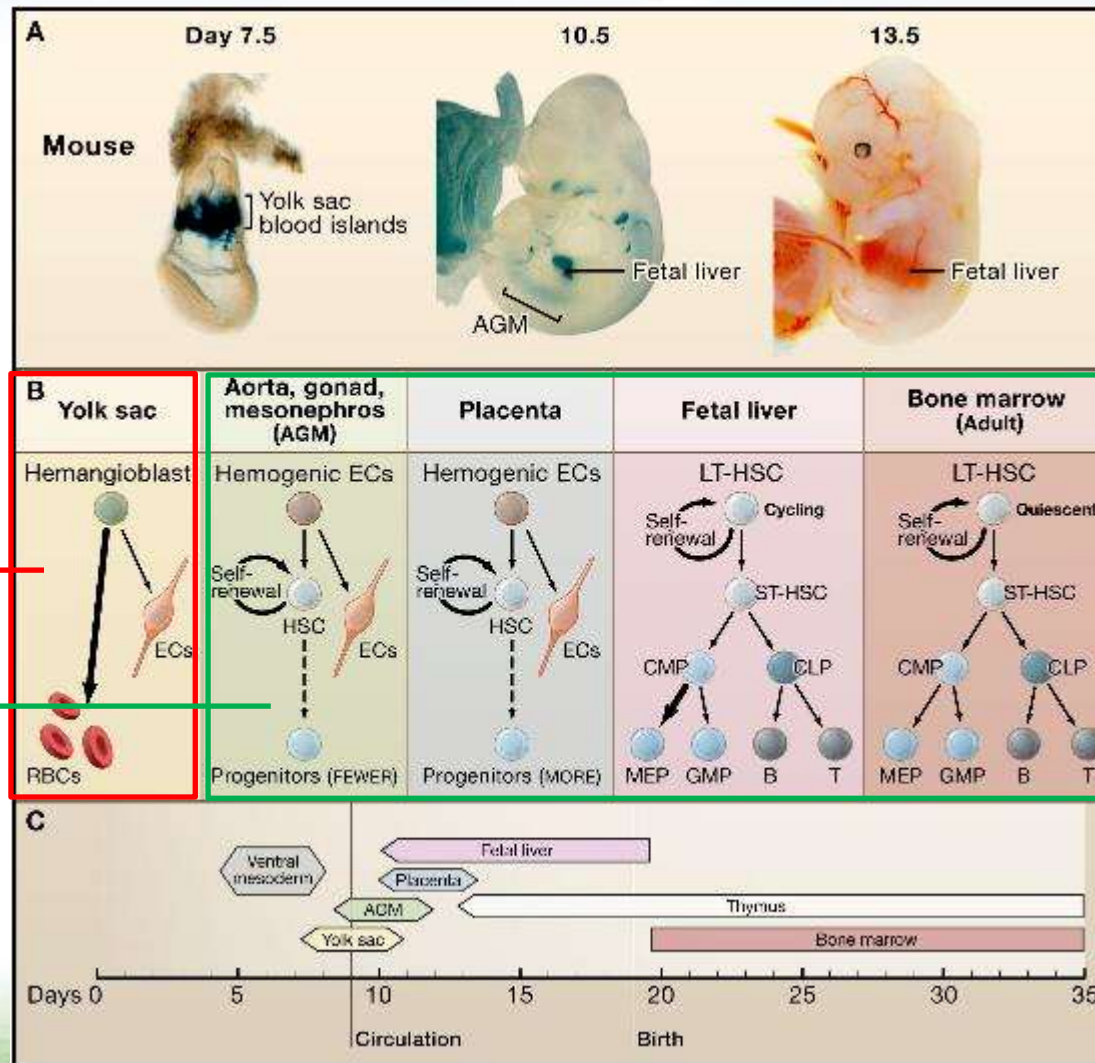 A
Day 7.5
10.5
13.5
Mouse
Yolk sac
blood islands
Fetal liver
AGM
Fetal liver
B
Yolk sac
Aorta, gonad,
mesonephros
(AGM)
Placenta
Fetal liver
Bone marrow
(Adult)
Hemangioblast
ECs
RBCs
Hemogenic ECs
Self-
renewal
HSC
ECs
Progenitors (FEWER)
Hemogenic ECs
Self-
renewal
HSC
ECs
Progenitors (MORE)
LT-HSC
Cycling
Self-
renewal
ST-HSC
CMP
CLP
MEP
GMP
B
T
LT-HSC
Quiescent
Self-
renewal
ST-HSC
CMP
CLP
MEP
GMP
B
T
C
Ventral
mesoderm
Fetal liver
Placenta
AGM
Thymus
Yolk sac
Bone marrow
Days 0 5 10 15 20 25 30 35
Circulation
Birth